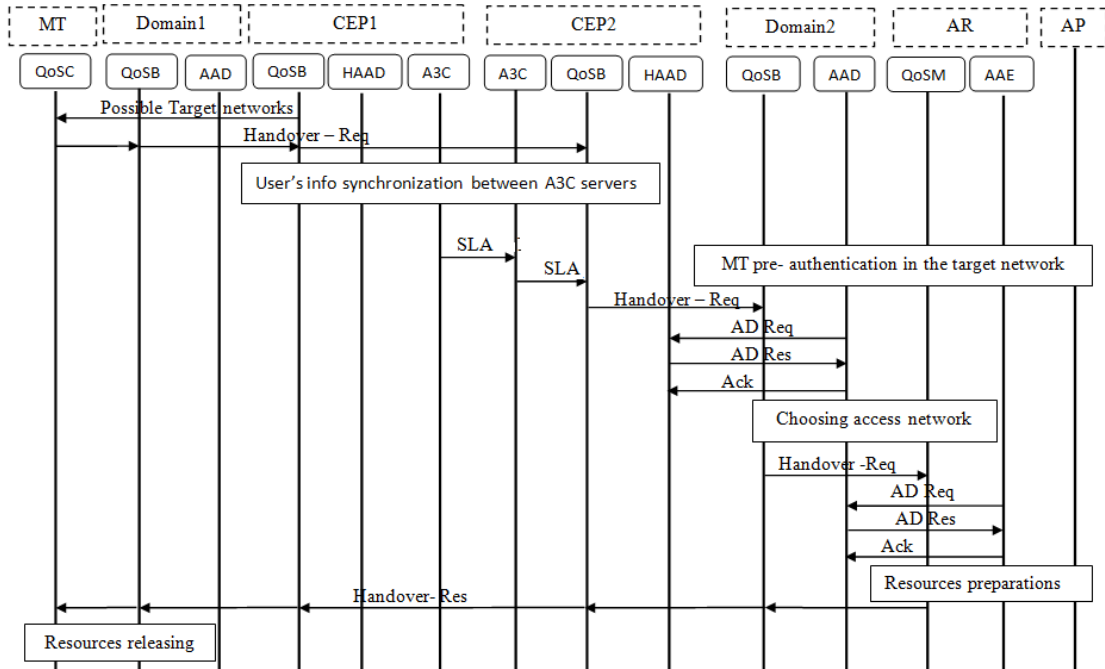 MT Domain1 CEP1 CEP2 Domain2 AR AP
QoSC QoSB AAD QoSB HAAD A3C A3C QoSB HAAD QoSB AAD QoSM AAE
Possible Target networks
Handover – Req
User's info synchronization between A3C servers
SLA
MT pre- authentication in the target network
SLA
Handover – Req
AD Req
AD Res
Ack
Choosing access network
Handover -Req
AD Req
AD Res
Ack
Resources preparations
Handover- Res
Resources releasing